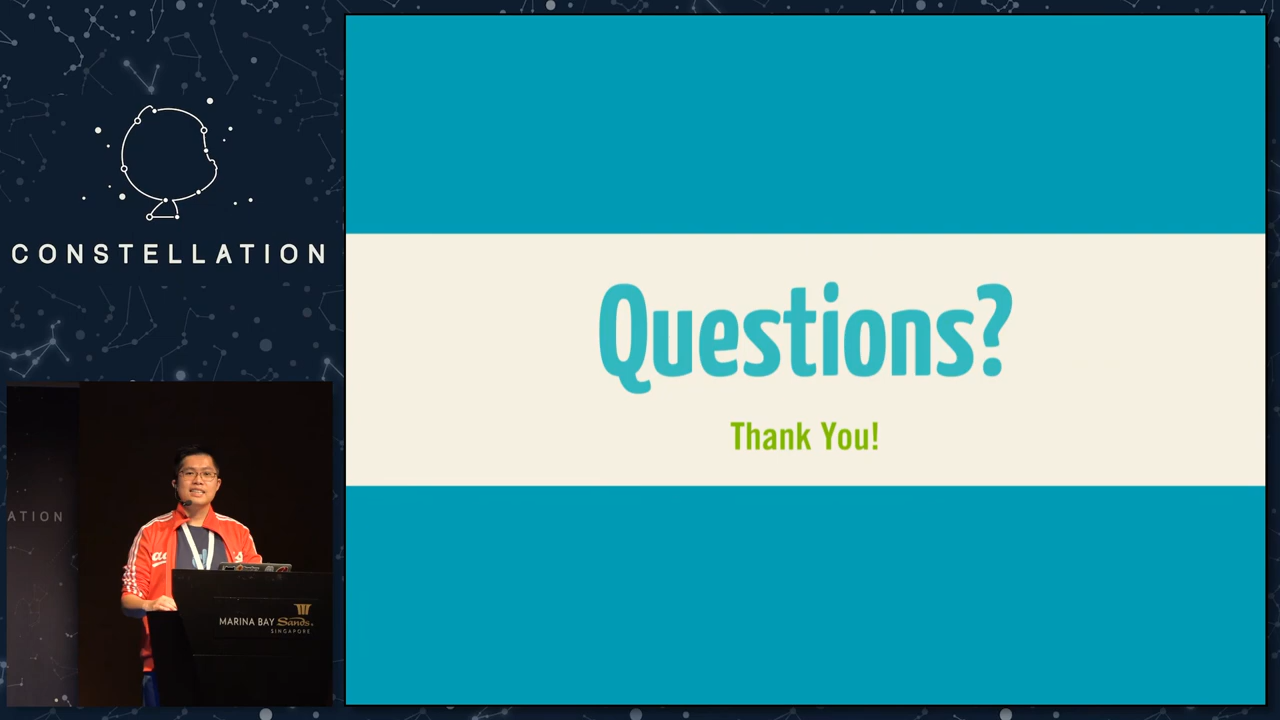 CONSTELLATION
Questions?
Thank You!
ATION
MARINA BAY Sands.
SINGAPORE